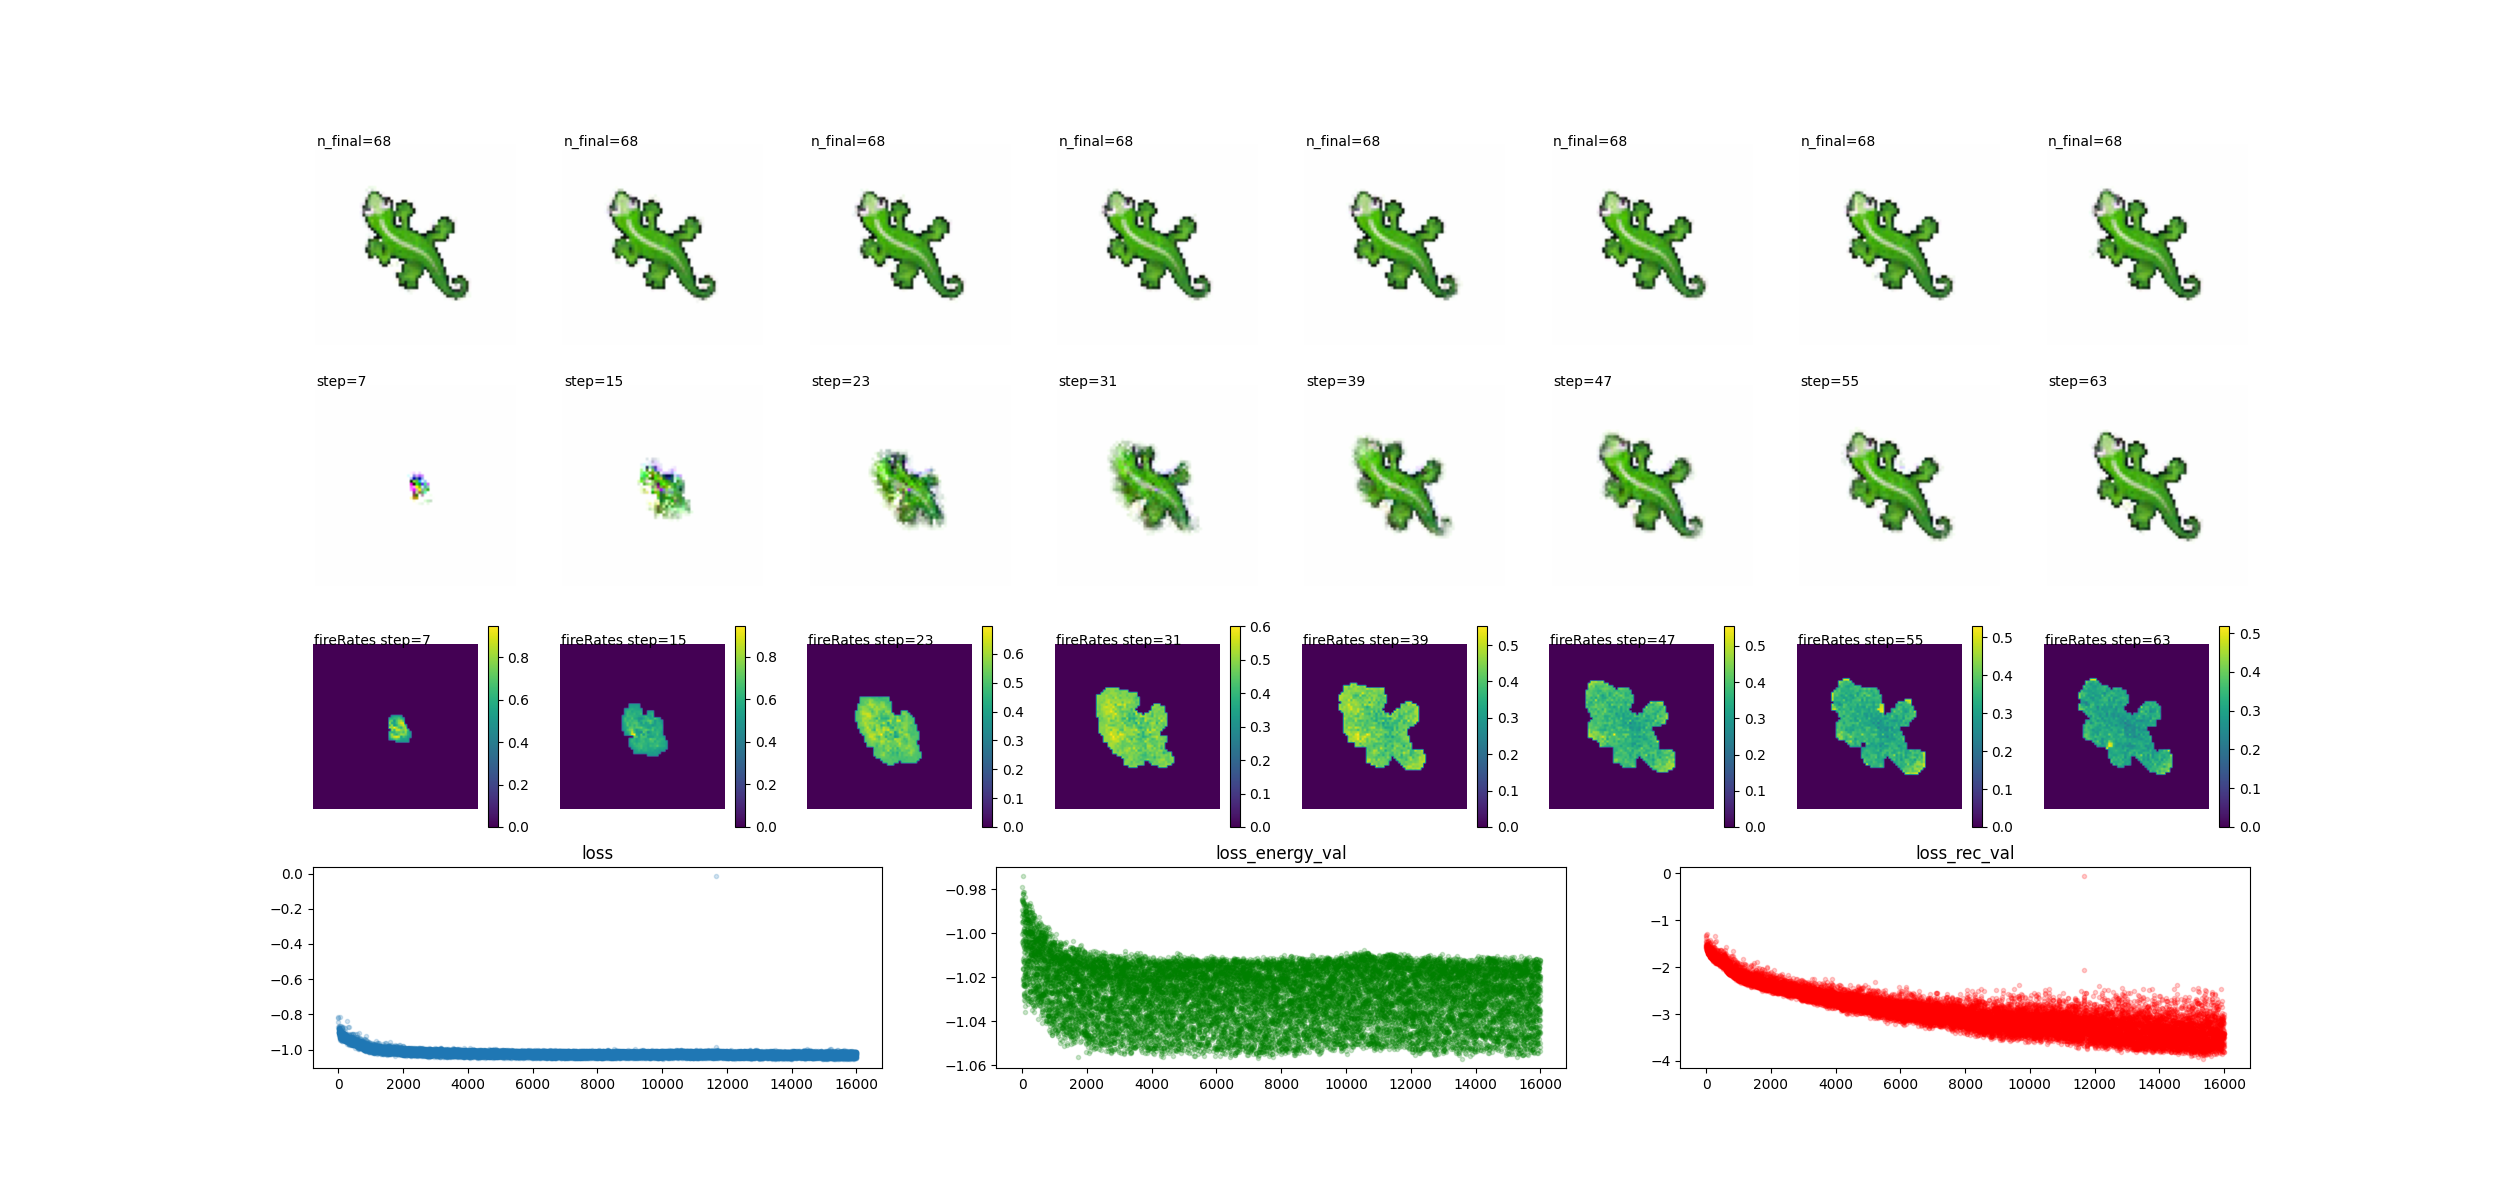 n_final=68 n_final=68 n_final=68 n_final=68 n_final=68 n_final=68 n_final=68 n_final=68
step=7 step=15 step=23 step=31 step=39 step=47 step=55 step=63
fireRates step=7 fireRates step=15 fireRates step=23 fireRates step=31 fireRates step=39 fireRates step=47 fireRates step=55 fireRates step=63
0.8 0.6 0.4 0.2 0.0
0.8 0.6 0.4 0.2 0.0
0.6 0.5 0.4 0.3 0.2 0.1 0.0
0.6 0.5 0.4 0.3 0.2 0.1 0.0
0.5 0.4 0.3 0.2 0.1 0.0
0.5 0.4 0.3 0.2 0.1 0.0
0.5 0.4 0.3 0.2 0.1 0.0
0.5 0.4 0.3 0.2 0.1 0.0
loss
0.0
−0.2
−0.4
−0.6
−0.8
−1.0
0 2000 4000 6000 8000 10000 12000 14000 16000
loss_energy_val
−0.98
−1.00
−1.02
−1.04
−1.06
0 2000 4000 6000 8000 10000 12000 14000 16000
loss_rec_val
0
−1
−2
−3
−4
0 2000 4000 6000 8000 10000 12000 14000 16000